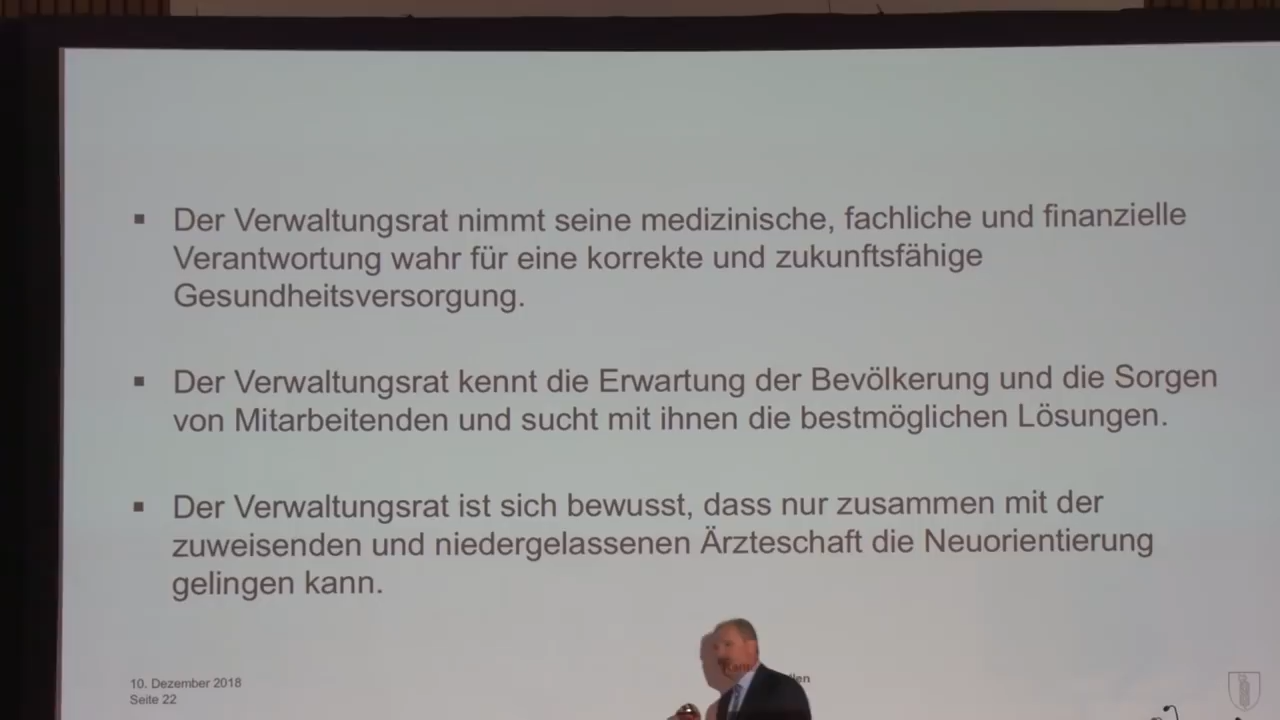 ▪ Der Verwaltungsrat nimmt seine medizinische, fachliche und finanzielle
Verantwortung wahr für eine korrekte und zukunftsfähige
Gesundheitsversorgung.
▪ Der Verwaltungsrat kennt die Erwartung der Bevölkerung und die Sorgen
von Mitarbeitenden und sucht mit ihnen die bestmöglichen Lösungen.
▪ Der Verwaltungsrat ist sich bewusst, dass nur zusammen mit der
zuweisenden und niedergelassenen Ärzteschaft die Neuorientierung
gelingen kann.
10. Dezember 2018
Seite 22